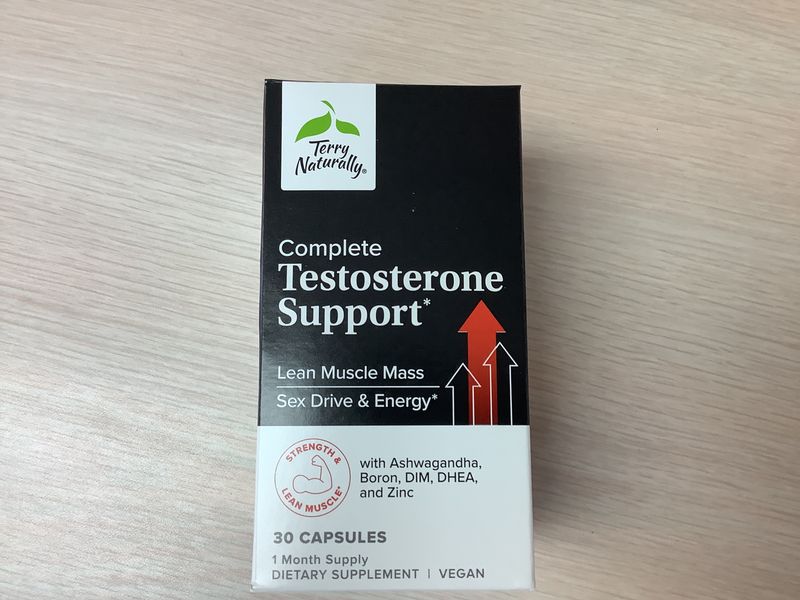 Terry
Naturally®
Complete
Testosterone
Support*
Lean Muscle Mass
Sex Drive & Energy*
STRENGTH &
LEAN MUSCLE*
with Ashwagandha,
Boron, DIM, DHEA,
and Zinc
30 CAPSULES
1 Month Supply
DIETARY SUPPLEMENT | VEGAN